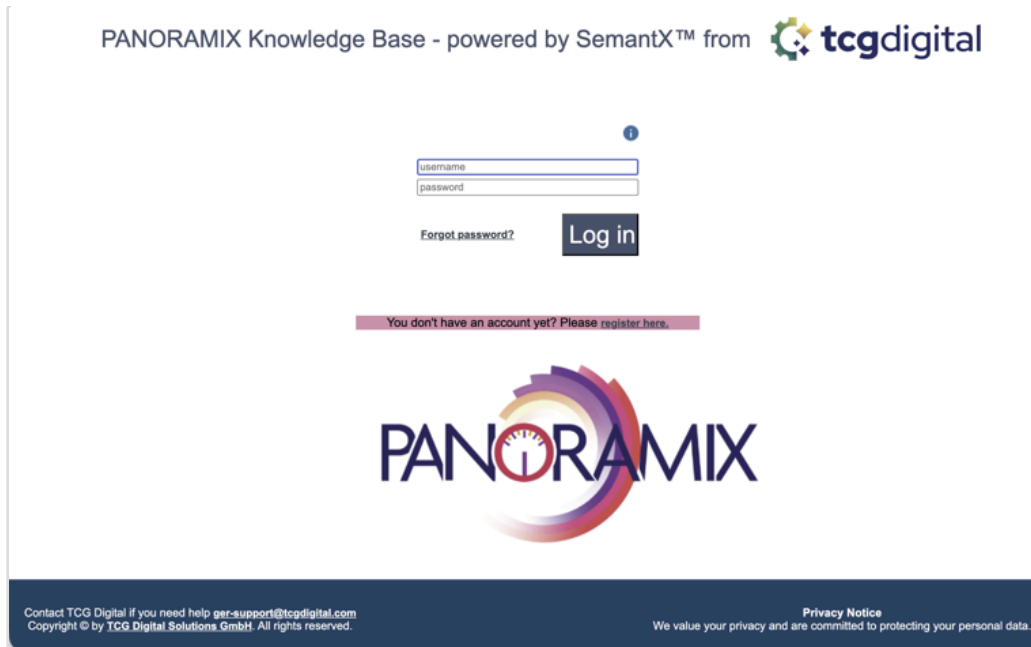 PANORAMIX Knowledge Base - powered by SemantX™ from tcgdigital
i
username
password
Forgot password? Log in
You don't have an account yet? Please register here.
PANORAMIX
Contact TCG Digital if you need help ger-support@tcgdigital.com
Copyright © by TCG Digital Solutions GmbH. All rights reserved.
Privacy Notice
We value your privacy and are committed to protecting your personal data.